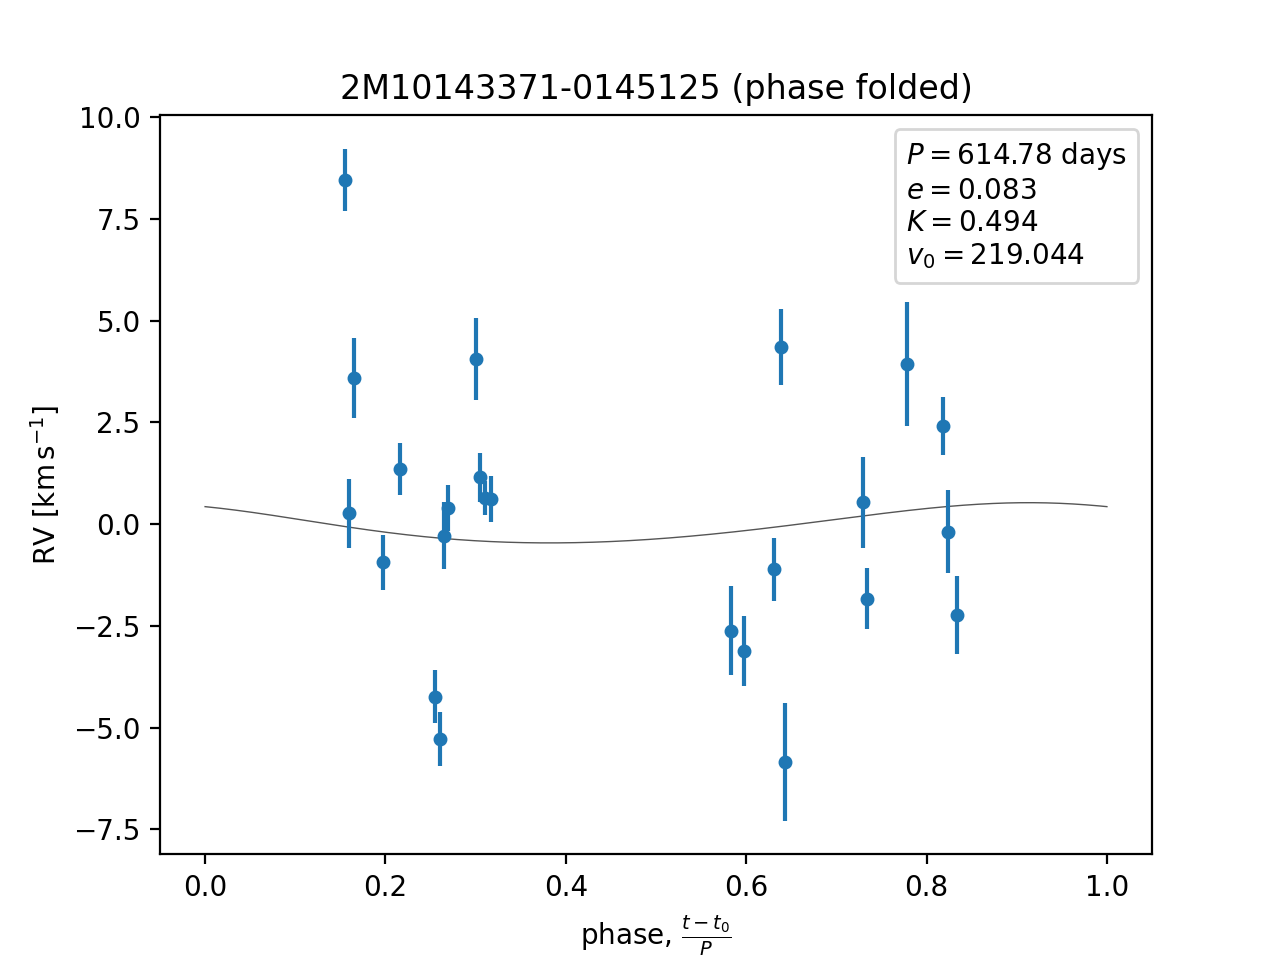 2M10143371-0145125 (phase folded)
10.0
7.5
5.0
2.5
0.0
−2.5
−5.0
−7.5
RV [km s⁻¹]
P = 614.78 days
e = 0.083
K = 0.494
v₀ = 219.044
0.0 0.2 0.4 0.6 0.8 1.0
phase, (t − t₀)/P